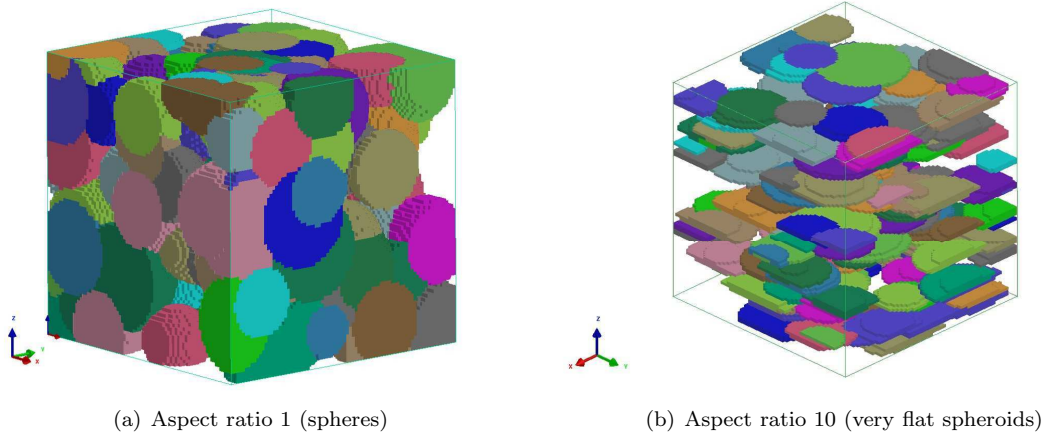 z
Y
X
z
X
Y
(a) Aspect ratio 1 (spheres)
(b) Aspect ratio 10 (very flat spheroids)